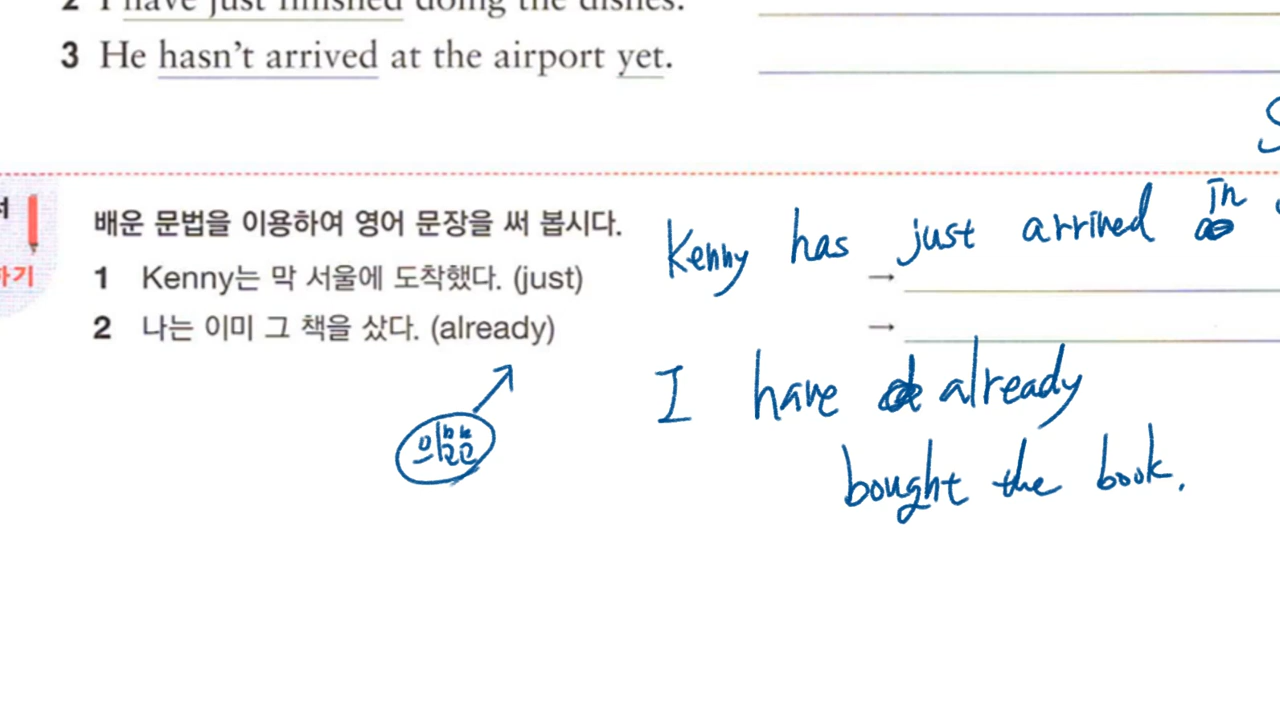 2 I have just finished doing the dishes.
3 He hasn't arrived at the airport yet.
배운 문법을 이용하여 영어 문장을 써 봅시다.
하기
1 Kenny는 막 서울에 도착했다. (just) →
Kenny has just arrived in
2 나는 이미 그 책을 샀다. (already) →
I have already
bought the book.